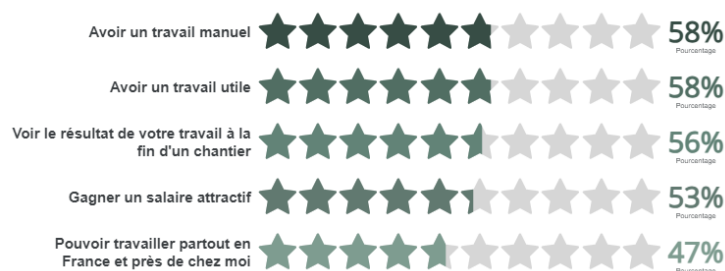 Avoir un travail manuel
58%
Pourcentage
Avoir un travail utile
58%
Pourcentage
Voir le résultat de votre travail à la
fin d'un chantier
56%
Pourcentage
Gagner un salaire attractif
53%
Pourcentage
Pouvoir travailler partout en
France et près de chez moi
47%
Pourcentage